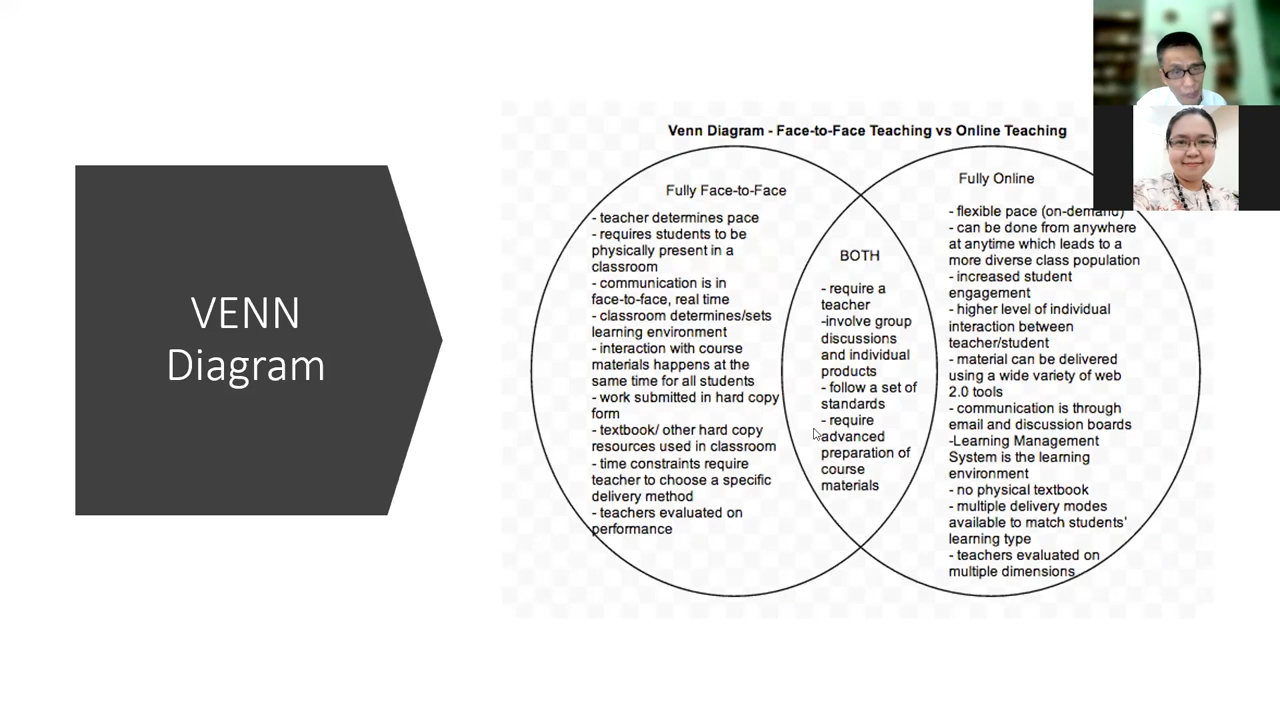 VENN
Diagram
Venn Diagram - Face-to-Face Teaching vs Online Teaching
Fully Face-to-Face
- teacher determines pace
- requires students to be
physically present in a
classroom
- communication is in
face-to-face, real time
- classroom determines/sets
learning environment
- interaction with course
materials happens at the
same time for all students
- work submitted in hard copy
form
- textbook/ other hard copy
resources used in classroom
- time constraints require
teacher to choose a specific
delivery method
- teachers evaluated on
performance
BOTH
- require a
teacher
-involve group
discussions
and individual
products
- follow a set of
standards
- require
advanced
preparation of
course
materials
Fully Online
- flexible pace (on-demand)
- can be done from anywhere
at anytime which leads to a
more diverse class population
- increased student
engagement
- higher level of individual
interaction between
teacher/student
- material can be delivered
using a wide variety of web
2.0 tools
- communication is through
email and discussion boards
-Learning Management
System is the learning
environment
- no physical textbook
- multiple delivery modes
available to match students'
learning type
- teachers evaluated on
multiple dimensions